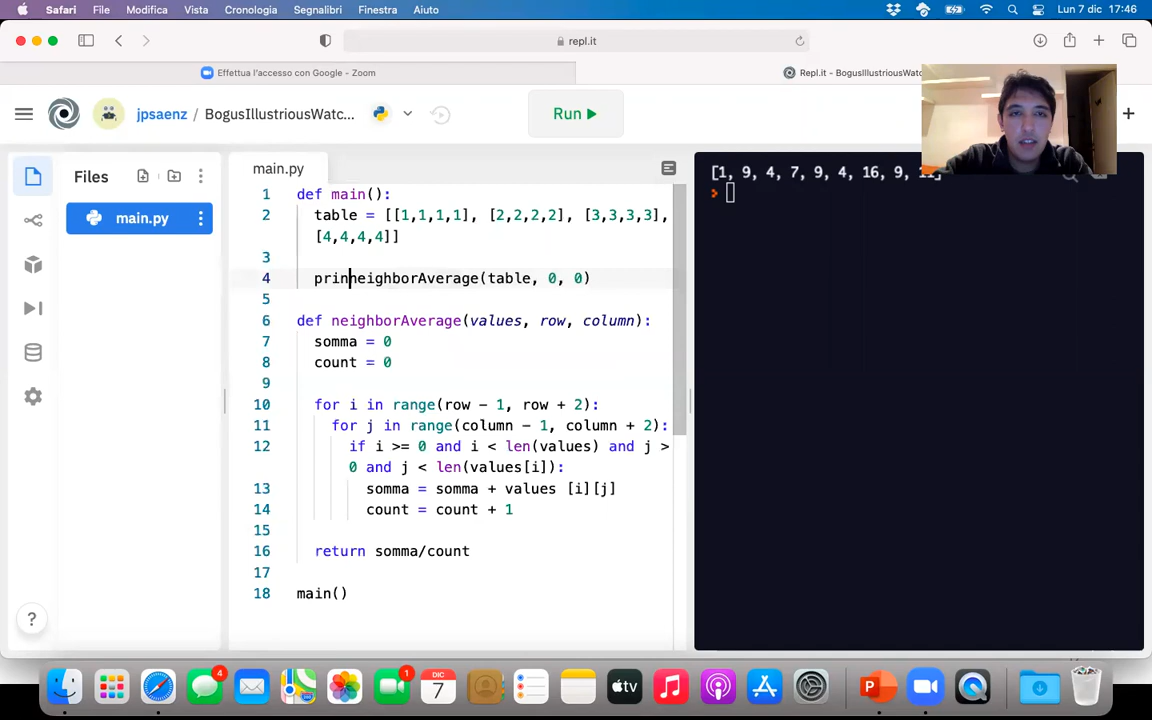 Safari File Modifica Vista Cronologia Segnalibri Finestra Aiuto Lun 7 dic 17:46
repl.it
Effettua l'accesso con Google - Zoom
Repl.it - BogusIllustriousWatc
jpsaenz / BogusIllustriousWatc...
Run
Files
main.py
main.py
1 def main():
2 table = [[1,1,1,1], [2,2,2,2], [3,3,3,3],
[4,4,4,4]]
3
4 prinneighborAverage(table, 0, 0)
5
6 def neighborAverage(values, row, column):
7 somma = 0
8 count = 0
9
10 for i in range(row - 1, row + 2):
11 for j in range(column - 1, column + 2):
12 if i >= 0 and i < len(values) and j >
0 and j < len(values[i]):
13 somma = somma + values [i][j]
14 count = count + 1
15
16 return somma/count
17
18 main()
[1, 9, 4, 7, 9, 4, 16, 9, 11]
?
4
1
DIC
7
tv